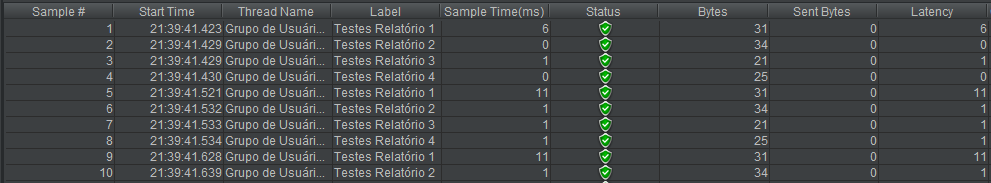 Sample # Start Time Thread Name Label Sample Time(ms) Status Bytes Sent Bytes Latency
1 21:39:41.423 Grupo de Usuári... Testes Relatório 1 6 31 0 6
2 21:39:41.429 Grupo de Usuári... Testes Relatório 2 0 34 0 0
3 21:39:41.429 Grupo de Usuári... Testes Relatório 3 1 21 0 1
4 21:39:41.430 Grupo de Usuári... Testes Relatório 4 0 25 0 0
5 21:39:41.521 Grupo de Usuári... Testes Relatório 1 11 31 0 11
6 21:39:41.532 Grupo de Usuári... Testes Relatório 2 1 34 0 1
7 21:39:41.533 Grupo de Usuári... Testes Relatório 3 1 21 0 1
8 21:39:41.534 Grupo de Usuári... Testes Relatório 4 1 25 0 1
9 21:39:41.628 Grupo de Usuári... Testes Relatório 1 11 31 0 11
10 21:39:41.639 Grupo de Usuári... Testes Relatório 2 1 34 0 1